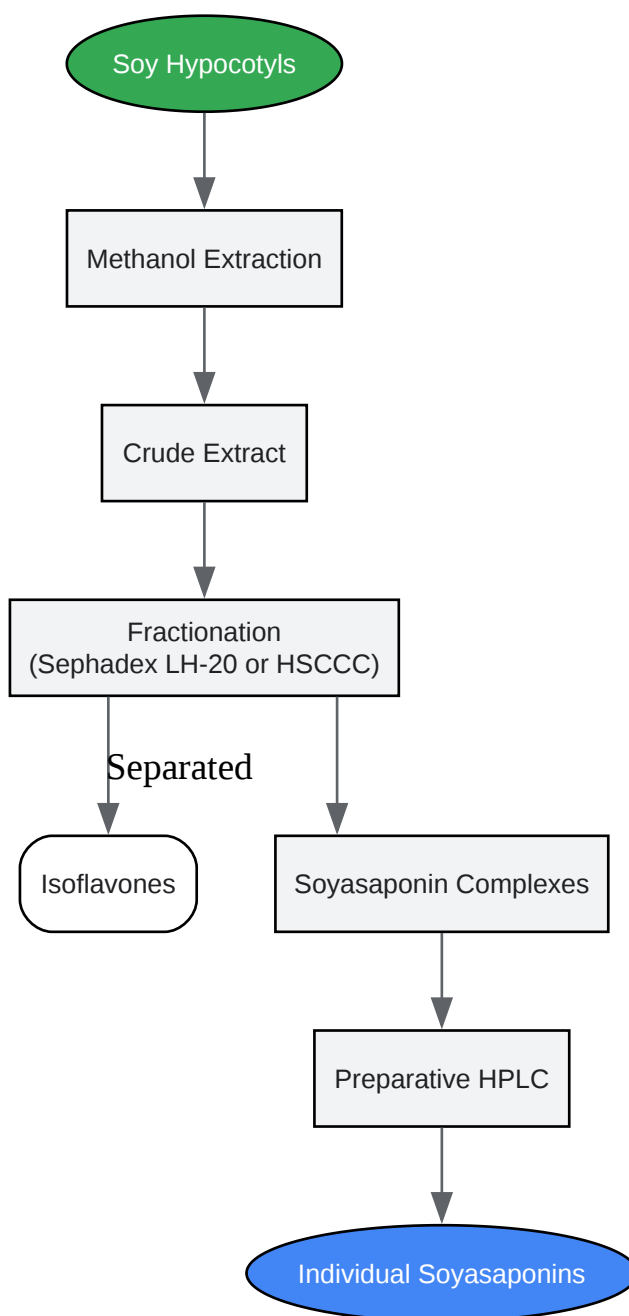 Soy Hypocotyls
Methanol Extraction
Crude Extract
Fractionation
(Sephadex LH-20 or HSCCC)
Separated
Isoflavones
Soyasaponin Complexes
Preparative HPLC
Individual Soyasaponins